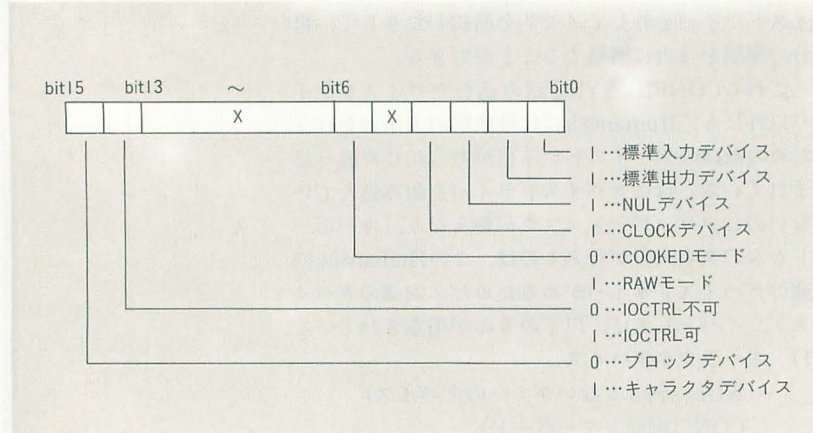 bit15 bit13 ～ bit6 bit0
X X
1…標準入力デバイス
1…標準出力デバイス
1…NULデバイス
1…CLOCKデバイス
0…COOKEDモード
1…RAWモード
0…IOCTRL不可
1…IOCTRL可
0…ブロックデバイス
1…キャラクタデバイス